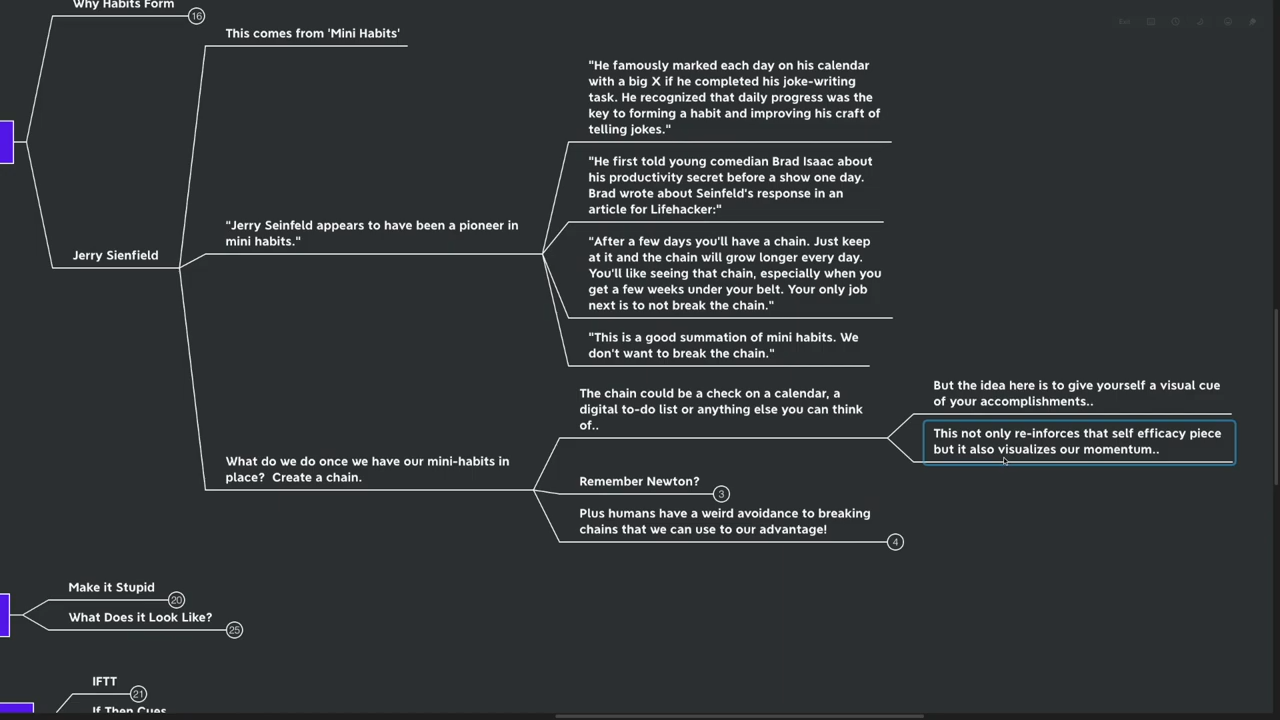 Why Habits Form
16
This comes from 'Mini Habits'
"He famously marked each day on his calendar
with a big X if he completed his joke-writing
task. He recognized that daily progress was the
key to forming a habit and improving his craft of
telling jokes."
"He first told young comedian Brad Isaac about
his productivity secret before a show one day.
Brad wrote about Seinfeld's response in an
article for Lifehacker:"
"Jerry Seinfeld appears to have been a pioneer in
mini habits."
"After a few days you'll have a chain. Just keep
at it and the chain will grow longer every day.
You'll like seeing that chain, especially when you
get a few weeks under your belt. Your only job
next is to not break the chain."
Jerry Sienfield
"This is a good summation of mini habits. We
don't want to break the chain."
The chain could be a check on a calendar, a
digital to-do list or anything else you can think
of..
But the idea here is to give yourself a visual cue
of your accomplishments..
This not only re-inforces that self efficacy piece
but it also visualizes our momentum..
What do we do once we have our mini-habits in
place?  Create a chain.
Remember Newton?
3
Plus humans have a weird avoidance to breaking
chains that we can use to our advantage!
4
Make it Stupid
20
What Does it Look Like?
25
IFTT
21
If Then Cues